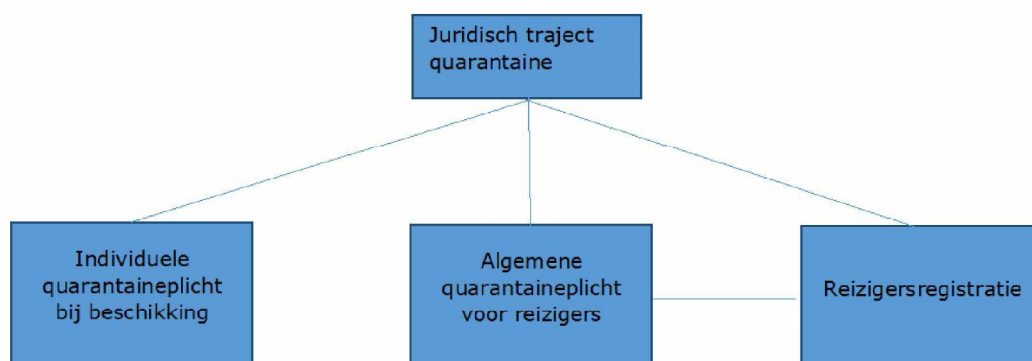 Juridisch traject
quarantaine
Individuele
quarantaineplicht
bij beschikking
Algemene
quarantaineplicht
voor reizigers
Reizigersregistratie